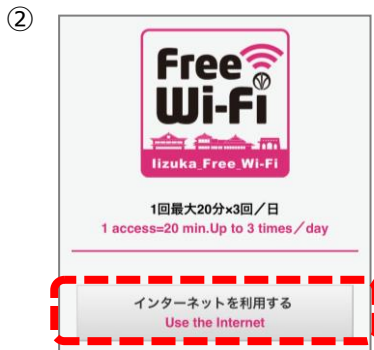 ②
Free
Wi-Fi
Iizuka_Free_Wi-Fi
1回最大20分×3回／日
1 access=20 min.Up to 3 times／day
インターネットを利用する
Use the Internet